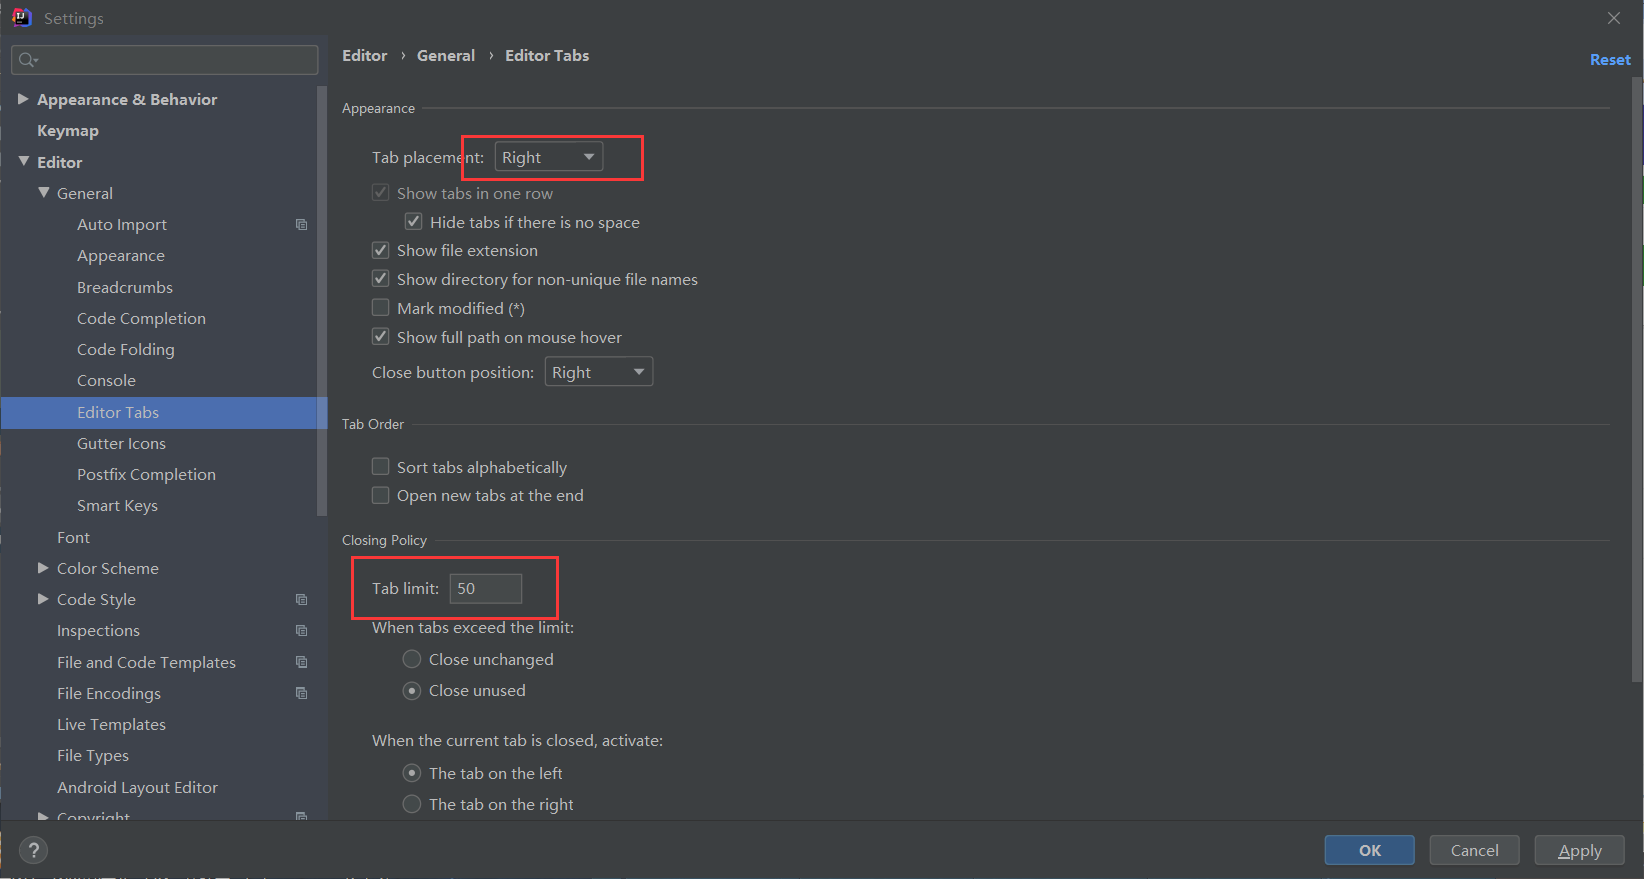 Settings
Editor › General › Editor Tabs
Reset
Appearance & Behavior
Keymap
Editor
General
Auto Import
Appearance
Breadcrumbs
Code Completion
Code Folding
Console
Editor Tabs
Gutter Icons
Postfix Completion
Smart Keys
Font
Color Scheme
Code Style
Inspections
File and Code Templates
File Encodings
Live Templates
File Types
Android Layout Editor
Copyright
Appearance
Tab placement: Right
Show tabs in one row
Hide tabs if there is no space
Show file extension
Show directory for non-unique file names
Mark modified (*)
Show full path on mouse hover
Close button position: Right
Tab Order
Sort tabs alphabetically
Open new tabs at the end
Closing Policy
Tab limit: 50
When tabs exceed the limit:
Close unchanged
Close unused
When the current tab is closed, activate:
The tab on the left
The tab on the right
?
OK
Cancel
Apply